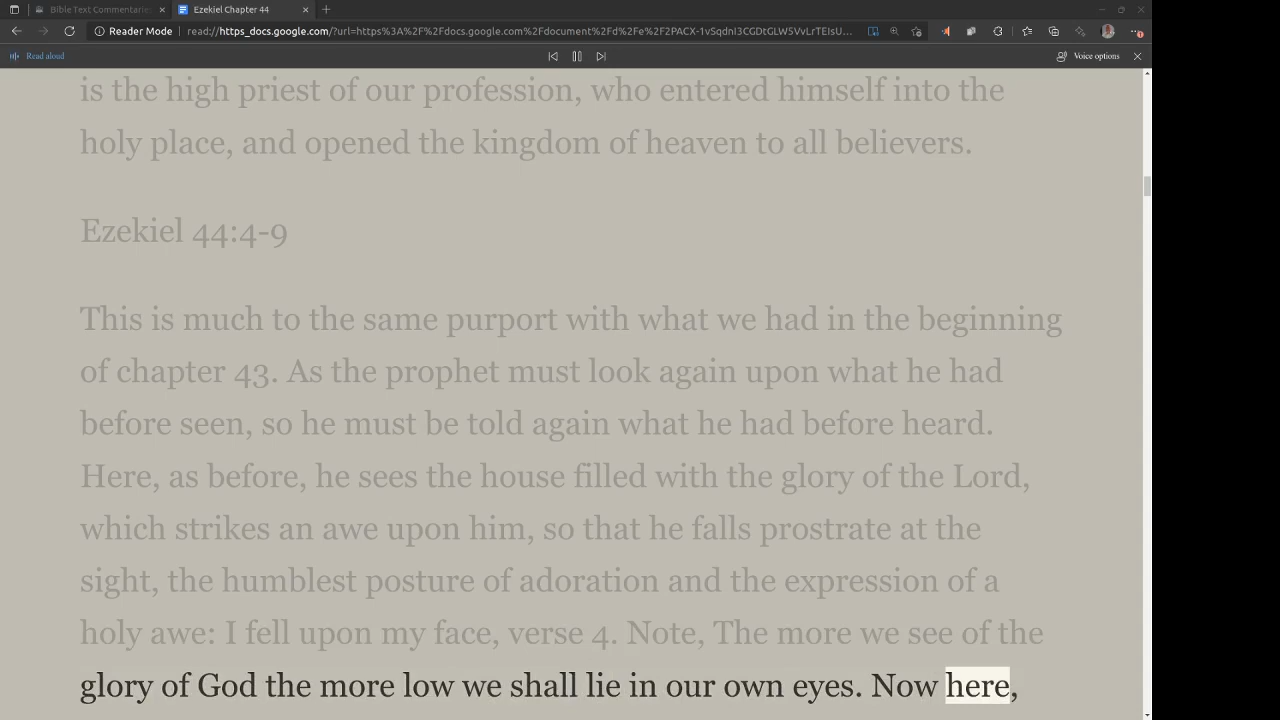 Bible Text Commentarie
Ezekiel Chapter 44
Reader Mode
read://https_docs.google.com/?url=https%3A%2F%2Fdocs.google.com%2Fdocument%2Fd%2Fe%2F2PACX-1vSqdnI3CGDtGLW5VvLrTEIsU...
Read aloud
Voice options
is the high priest of our profession, who entered himself into the
holy place, and opened the kingdom of heaven to all believers.
Ezekiel 44:4-9
This is much to the same purport with what we had in the beginning
of chapter 43. As the prophet must look again upon what he had
before seen, so he must be told again what he had before heard.
Here, as before, he sees the house filled with the glory of the Lord,
which strikes an awe upon him, so that he falls prostrate at the
sight, the humblest posture of adoration and the expression of a
holy awe: I fell upon my face, verse 4. Note, The more we see of the
glory of God the more low we shall lie in our own eyes. Now here,